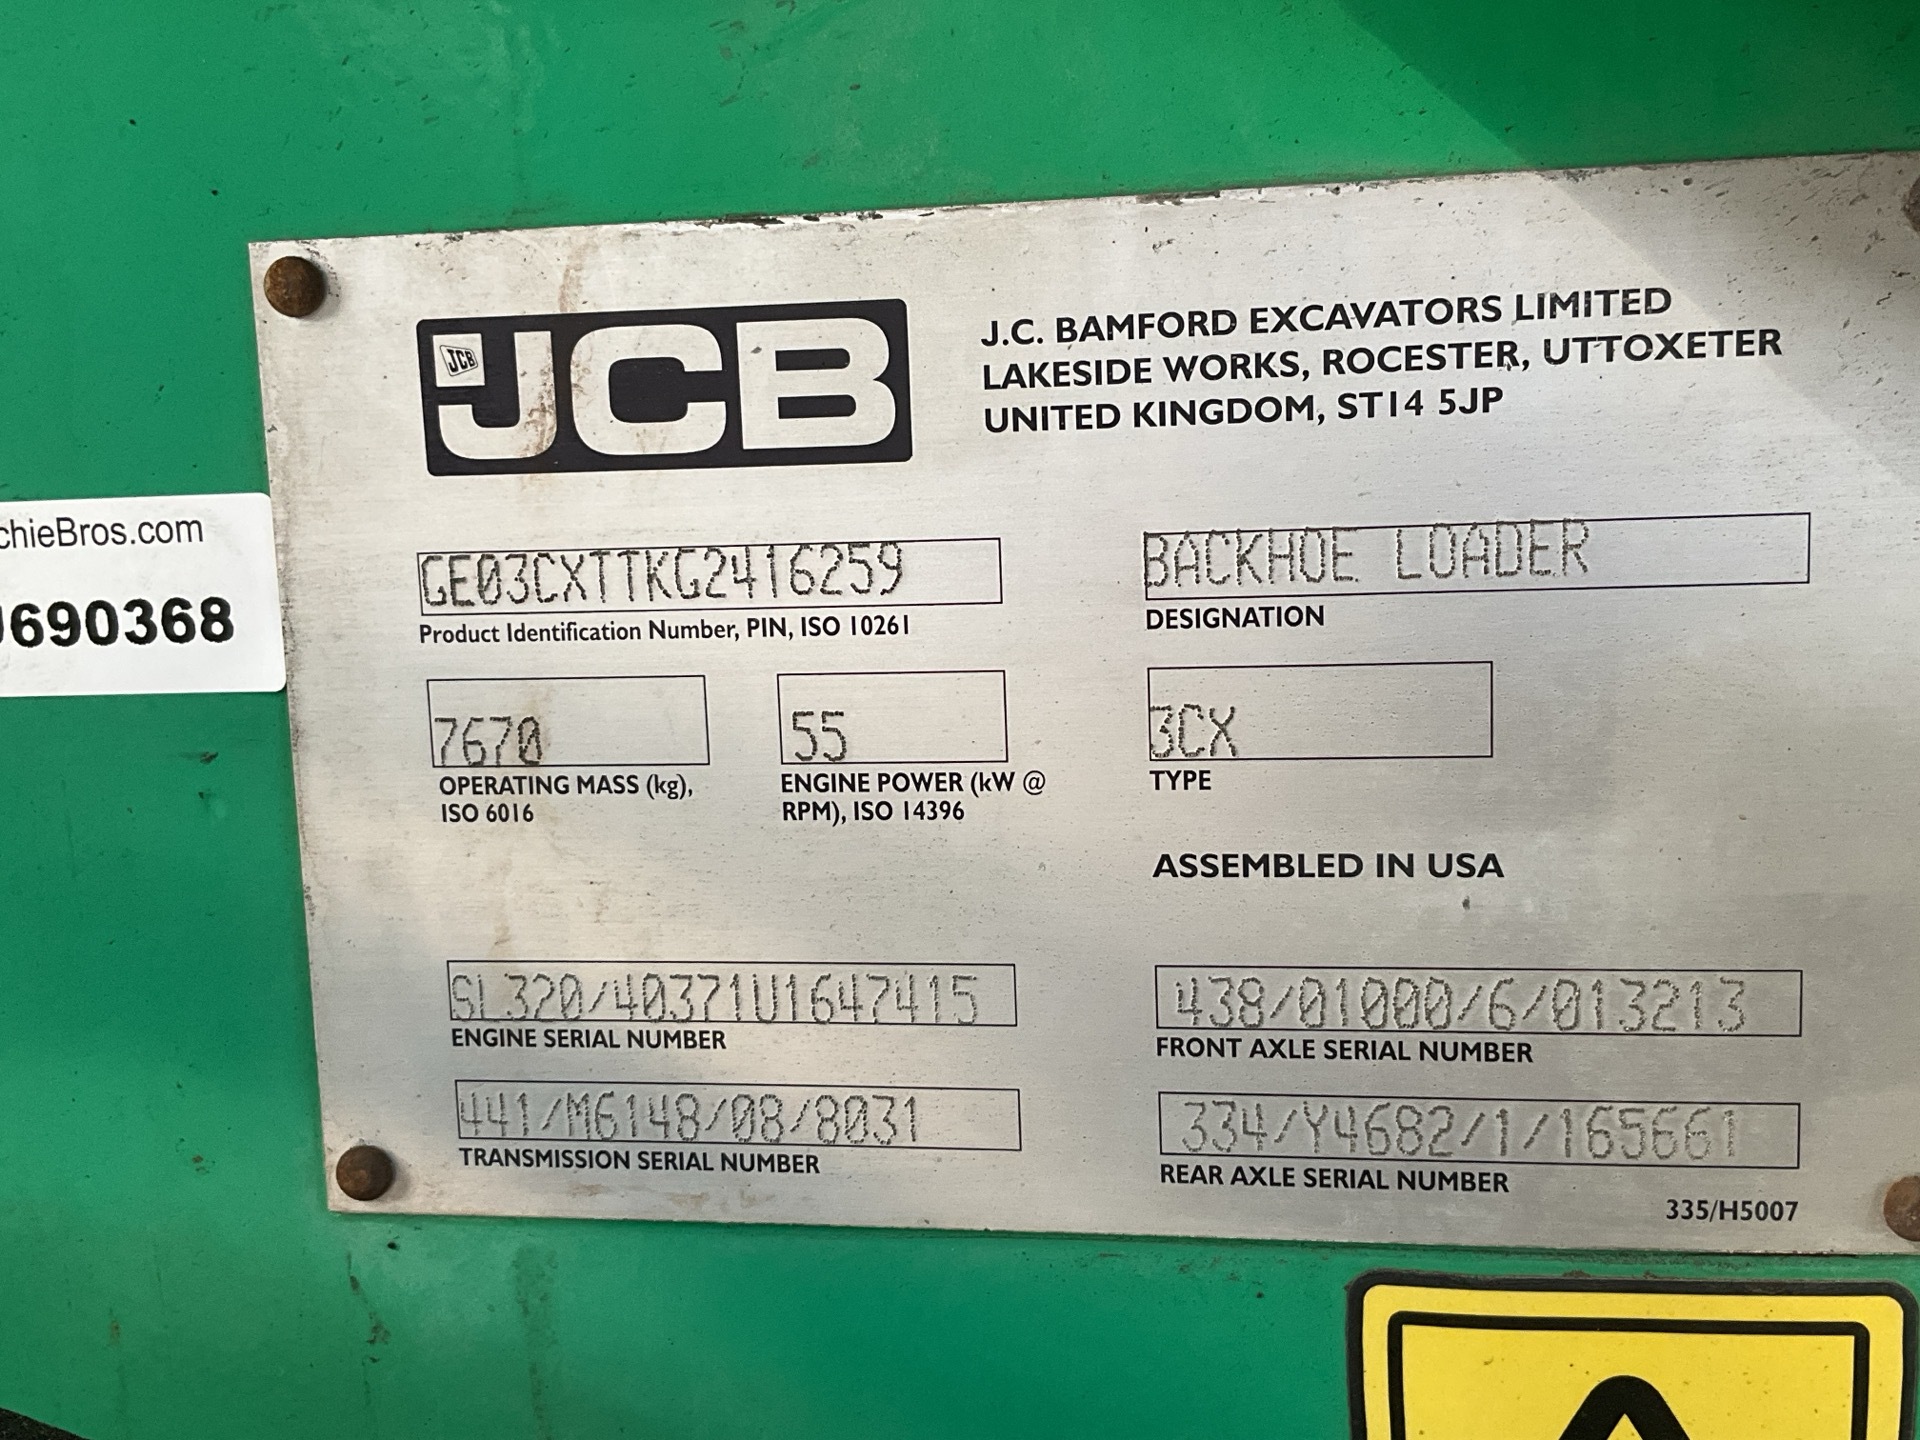 JCB
JCB
J.C. BAMFORD EXCAVATORS LIMITED
LAKESIDE WORKS, ROCESTER, UTTOXETER
UNITED KINGDOM, ST14 5JP
chieBros.com
690368
GE03CXTTKG2416259
Product Identification Number, PIN, ISO 10261
BACKHOE LOADER
DESIGNATION
7670
OPERATING MASS (kg),
ISO 6016
55
ENGINE POWER (kW @
RPM), ISO 14396
3CX
TYPE
ASSEMBLED IN USA
SL320/40371U1647415
ENGINE SERIAL NUMBER
438/01000/6/013213
FRONT AXLE SERIAL NUMBER
441/M6148/08/8031
TRANSMISSION SERIAL NUMBER
334/Y4682/1/165661
REAR AXLE SERIAL NUMBER
335/H5007